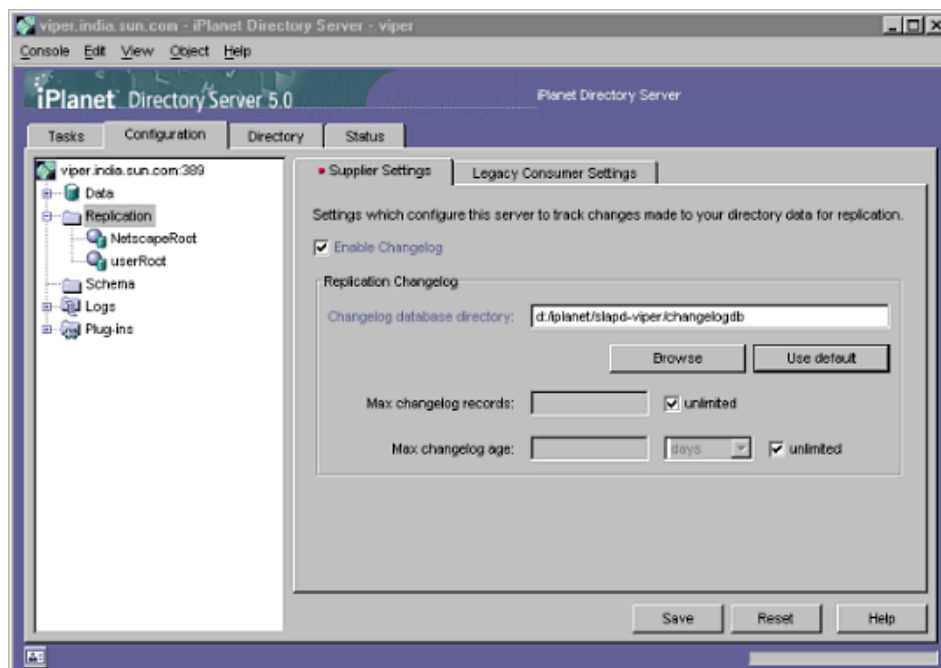 viper.india.sun.com - iPlanet Directory Server - viper
Console Edit View Object Help
iPlanet Directory Server 5.0
iPlanet Directory Server
Tasks Configuration Directory Status
viper.india.sun.com:389
Data
Replication
NetscapeRoot
userRoot
Schema
Logs
Plug-ins
Supplier Settings Legacy Consumer Settings
Settings which configure this server to track changes made to your directory data for replication.
Enable Changelog
Replication Changelog
Changelog database directory: d:/iplanet/slapd-viper/changelogdb
Browse Use default
Max changelog records: unlimited
Max changelog age: days unlimited
Save Reset Help